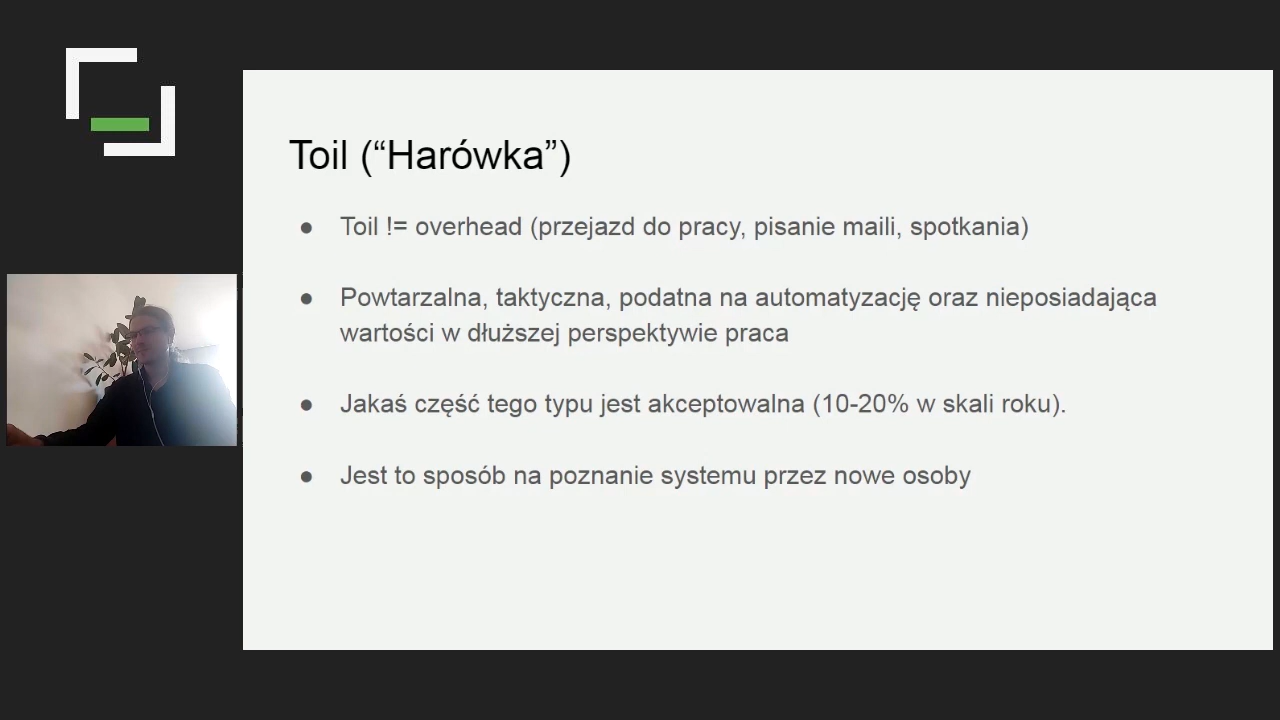 Toil (“Harówka”)
● Toil != overhead (przejazd do pracy, pisanie maili, spotkania)
● Powtarzalna, taktyczna, podatna na automatyzację oraz nieposiadająca
wartości w dłuższej perspektywie praca
● Jakaś część tego typu jest akceptowalna (10-20% w skali roku).
● Jest to sposób na poznanie systemu przez nowe osoby